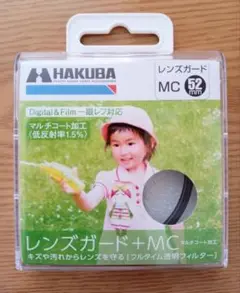 HAKUBA
レンズガード
MC 52mm
Digital & Film 一眼レフ対応
マルチコート加工
(低反射率1.5%)
レンズガード+MC マルチコート加工
キズや汚れからレンズを守る[フルタイム透明フィルター]